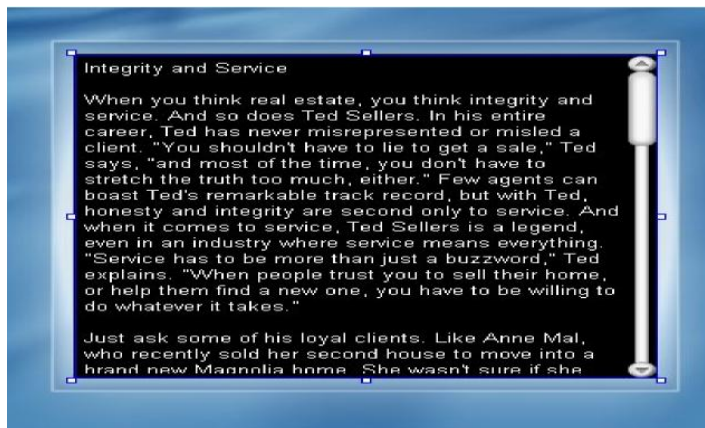 Integrity and Service
When you think real estate, you think integrity and
service. And so does Ted Sellers. In his entire
career, Ted has never misrepresented or misled a
client. "You shouldn't have to lie to get a sale," Ted
says, "and most of the time, you don't have to
stretch the truth too much, either." Few agents can
boast Ted's remarkable track record, but with Ted,
honesty and integrity are second only to service. And
when it comes to service, Ted Sellers is a legend,
even in an industry where service means everything.
"Service has to be more than just a buzzword," Ted
explains. "When people trust you to sell their home,
or help them find a new one, you have to be willing to
do whatever it takes."
Just ask some of his loyal clients. Like Anne Mal,
who recently sold her second house to move into a
brand new Magnolia home. She wasn't sure if she